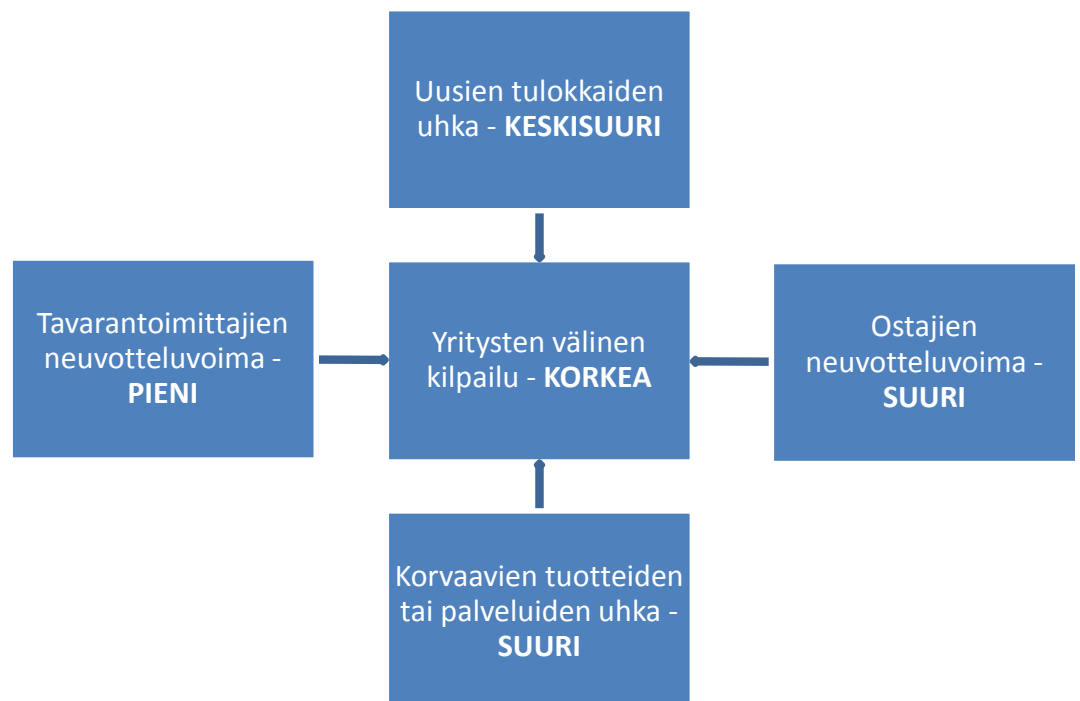 Uusien tulokkaiden
uhka - KESKISUURI
Tavarantoimittajien
neuvotteluvoima -
PIENI
Yritysten välinen
kilpailu - KORKEA
Ostajien
neuvotteluvoima -
SUURI
Korvaavien tuotteiden
tai palveluiden uhka -
SUURI